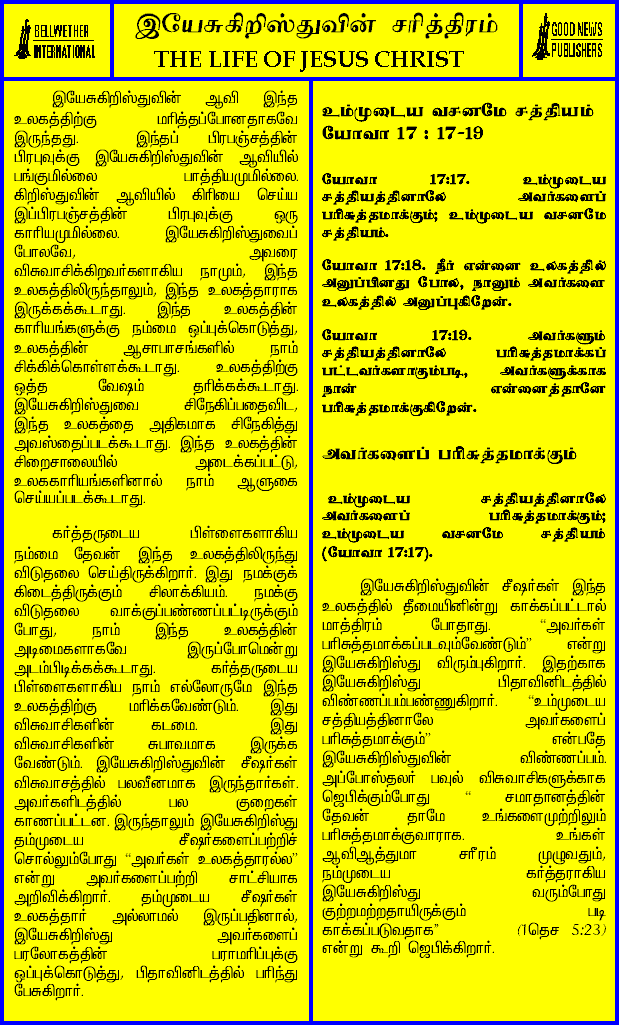 BELLWETHER
INTERNATIONAL
இயேசுகிறிஸ்துவின் சரித்திரம்
THE LIFE OF JESUS CHRIST
GOOD NEWS
PUBLISHERS
இயேசுகிறிஸ்துவின் ஆவி இந்த
உலகத்திற்கு மரித்தப்போனதாகவே
இருந்தது. இந்தப் பிரபஞ்சத்தின்
பிரபுவுக்கு இயேசுகிறிஸ்துவின் ஆவியில்
பங்குமில்லை பாத்தியமுமில்லை.
கிறிஸ்துவின் ஆவியில் கிரியை செய்ய
இப்பிரபஞ்சத்தின் பிரபுவுக்கு ஒரு
காரியமுமில்லை. இயேசுகிறிஸ்துவைப்
போலவே, அவரை
விசுவாசிக்கிறவர்களாகிய நாமும், இந்த
உலகத்திலிருந்தாலும், இந்த உலகத்தாராக
இருக்கக்கூடாது. இந்த உலகத்தின்
காரியங்களுக்கு நம்மை ஒப்புக்கொடுத்து,
உலகத்தின் ஆசாபாசங்களில் நாம்
சிக்கிக்கொள்ளக்கூடாது. உலகத்திற்கு
ஒத்த வேஷம் தரிக்கக்கூடாது.
இயேசுகிறிஸ்துவை சிநேகிப்பதைவிட,
இந்த உலகத்தை அதிகமாக சிநேகித்து
அவஸ்தைப்படக்கூடாது. இந்த உலகத்தின்
சிறைசாலையில் அடைக்கப்பட்டு,
உலககாரியங்களினால் நாம் ஆளுகை
செய்யப்படக்கூடாது.
கர்த்தருடைய பிள்ளைகளாகிய
நம்மை தேவன் இந்த உலகத்திலிருந்து
விடுதலை செய்திருக்கிறார். இது நமக்குக்
கிடைத்திருக்கும் சிலாக்கியம். நமக்கு
விடுதலை வாக்குப்பண்ணப்பட்டிருக்கும்
போது, நாம் இந்த உலகத்தின்
அடிமைகளாகவே இருப்போமென்று
அடம்பிடிக்கக்கூடாது. கர்த்தருடைய
பிள்ளைகளாகிய நாம் எல்லோருமே இந்த
உலகத்திற்கு மரிக்கவேண்டும். இது
விசுவாசிகளின் கடமை. இது
விசுவாசிகளின் சுபாவமாக இருக்க
வேண்டும். இயேசுகிறிஸ்துவின் சீஷர்கள்
விசுவாசத்தில் பலவீனமாக இருந்தார்கள்.
அவர்களிடத்தில் பல குறைகள்
காணப்பட்டன. இருந்தாலும் இயேசுகிறிஸ்து
தம்முடைய சீஷர்களைப்பற்றிச்
சொல்லும்போது “அவர்கள் உலகத்தாரல்ல”
என்று அவர்களைப்பற்றி சாட்சியாக
அறிவிக்கிறார். தம்முடைய சீஷர்கள்
உலகத்தார் அல்லாமல் இருப்பதினால்,
இயேசுகிறிஸ்து அவர்களைப்
பரலோகத்தின் பராமரிப்புக்கு
ஒப்புக்கொடுத்து, பிதாவினிடத்தில் பரிந்து
பேசுகிறார்.
உம்முடைய வசனமே சத்தியம்
யோவா 17 : 17-19
யோவா 17:17. உம்முடைய
சத்தியத்தினாலே அவர்களைப்
பரிசுத்தமாக்கும்; உம்முடைய வசனமே
சத்தியம்.
யோவா 17:18. நீர் என்னை உலகத்தில்
அனுப்பினது போல, நானும் அவர்களை
உலகத்தில் அனுப்புகிறேன்.
யோவா 17:19. அவர்களும்
சத்தியத்தினாலே பரிசுத்தமாக்கப்
பட்டவர்களாகும்படி, அவர்களுக்காக
நான் என்னைத்தானே
பரிசுத்தமாக்குகிறேன்.
அவர்களைப் பரிசுத்தமாக்கும்
உம்முடைய சத்தியத்தினாலே
அவர்களைப் பரிசுத்தமாக்கும்;
உம்முடைய வசனமே சத்தியம்
(யோவா 17:17).
இயேசுகிறிஸ்துவின் சீஷர்கள் இந்த
உலகத்தில் தீமையினின்று காக்கப்பட்டால்
மாத்திரம் போதாது. “அவர்கள்
பரிசுத்தமாக்கப்படவும்வேண்டும்” என்று
இயேசுகிறிஸ்து விரும்புகிறார். இதற்காக
இயேசுகிறிஸ்து பிதாவினிடத்தில்
விண்ணப்பம்பண்ணுகிறார். “உம்முடைய
சத்தியத்தினாலே அவர்களைப்
பரிசுத்தமாக்கும்” என்பதே
இயேசுகிறிஸ்துவின் விண்ணப்பம்.
அப்போஸ்தலர் பவுல் விசுவாசிகளுக்காக
ஜெபிக்கும்போது “ சமாதானத்தின்
தேவன் தாமே உங்களைமுற்றிலும்
பரிசுத்தமாக்குவாராக. உங்கள்
ஆவிஆத்துமா சரீரம் முழுவதும்,
நம்முடைய கர்த்தராகிய
இயேசுகிறிஸ்து வரும்போது
குற்றமற்றதாயிருக்கும் படி
காக்கப்படுவதாக” (1தெச 5:23)
என்று கூறி ஜெபிக்கிறார்.